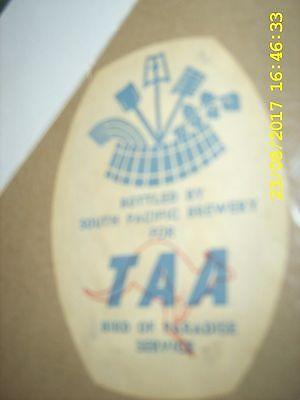 BOTTLED BY
SOUTH PACIFIC BREWERY
FOR
TAA
BIRD OF PARADISE
SERVICE
23/08/2017 16:46:33